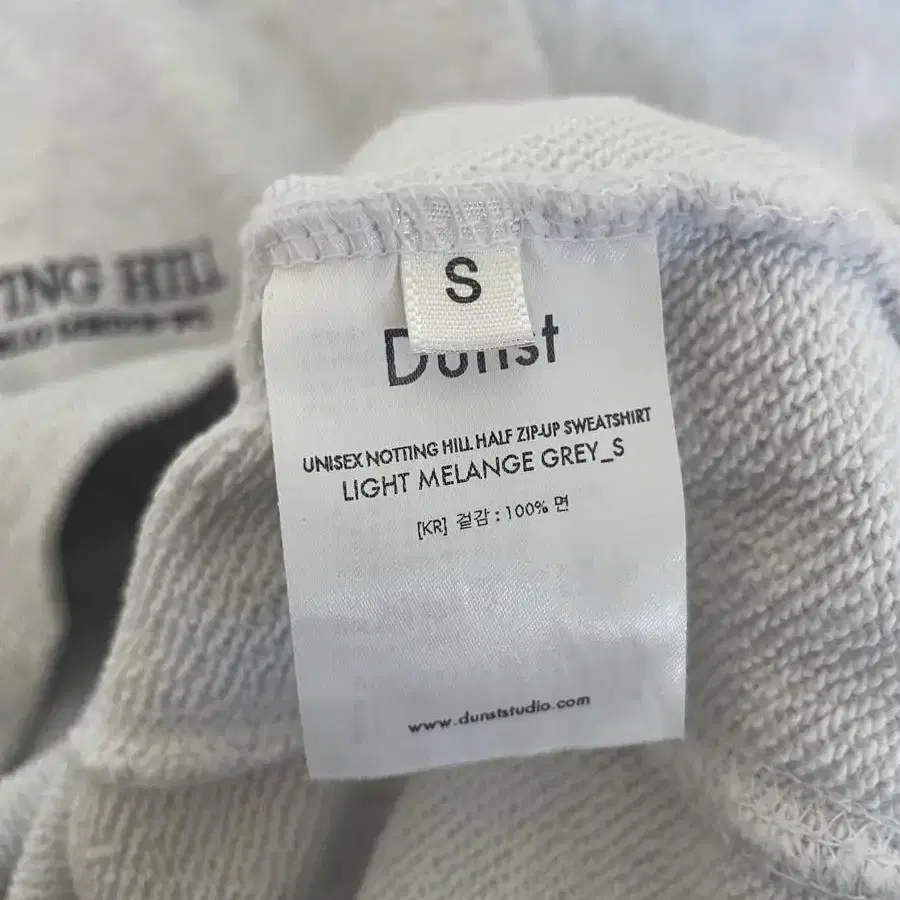 TING HILL
S
Dunst
UNISEX NOTTING HILL HALF ZIP-UP SWEATSHIRT
LIGHT MELANGE GREY_S
[KR] 겉감 : 100% 면
www.dunststudio.com